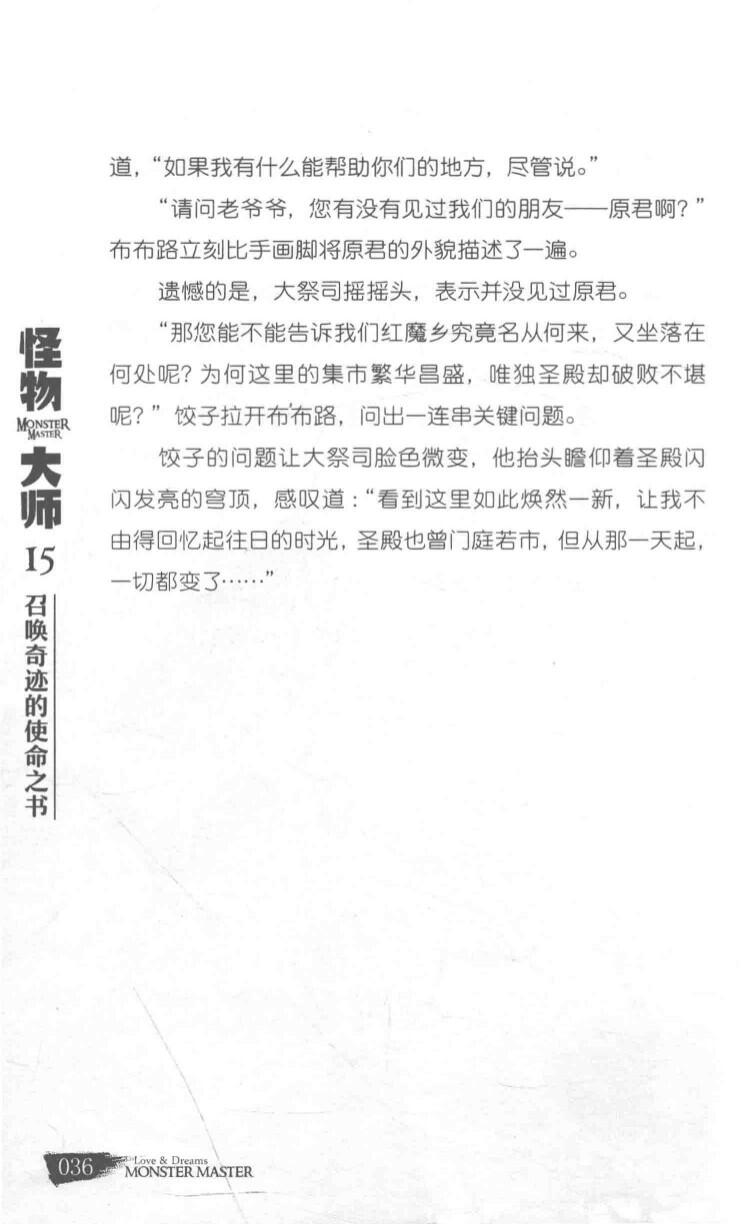 道，“如果我有什么能帮助你们的地方，尽管说。”
“请问老爷爷，您有没有见过我们的朋友——原君啊？”
布布路立刻比手画脚将原君的外貌描述了一遍。
遗憾的是，大祭司摇摇头，表示并没见过原君。
“那您能不能告诉我们红魔乡究竟名从何来，又坐落在
何处呢？为何这里的集市繁华昌盛，唯独圣殿却破败不堪
呢？”饺子拉开布布路，问出一连串关键问题。
饺子的问题让大祭司脸色微变，他抬头瞻仰着圣殿闪
闪发亮的穹顶，感叹道：“看到这里如此焕然一新，让我不
由得回忆起往日的时光，圣殿也曾门庭若市，但从那一天起，
一切都变了……”
怪物
MONSTER
MASTER
大师
15
召唤奇迹的使命之书
036
Love & Dreams
MONSTER MASTER